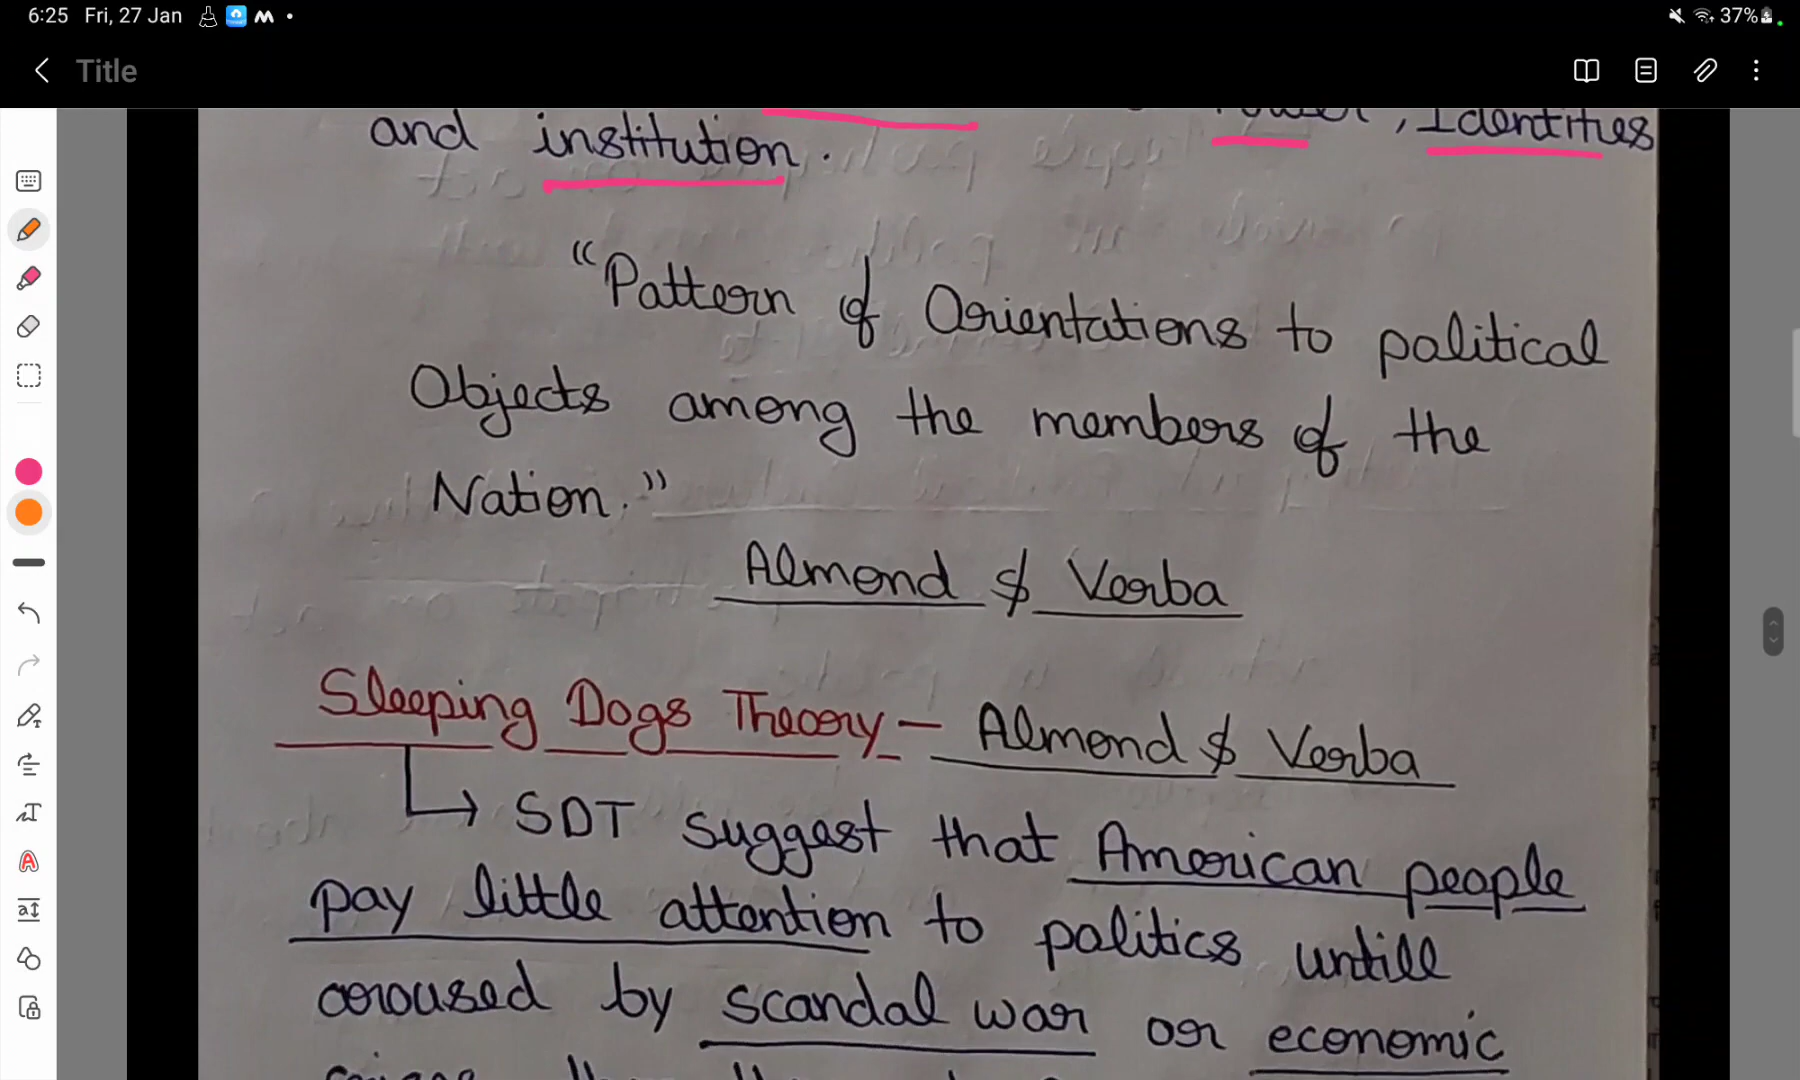 6:25 Fri, 27 Jan 37%
Title
, Identities
and institution.
"Pattern of Orientations to political
Objects among the members of the
Nation."
Almond & Verba
Sleeping Dogs Theory - Almond & Verba
SDT suggest that American people
pay little attention to politics untill
aroused by scandal war or economic